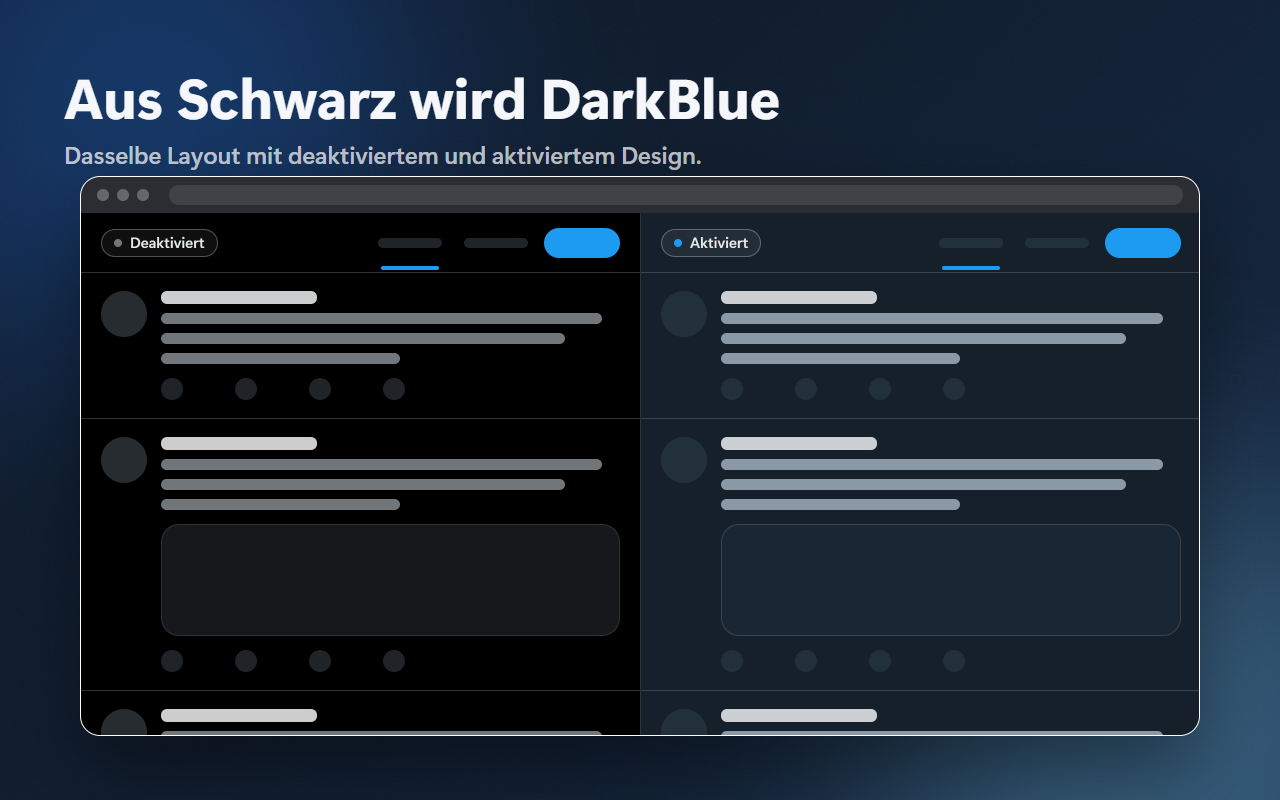 Aus Schwarz wird DarkBlue
Dasselbe Layout mit deaktiviertem und aktiviertem Design.
Deaktiviert
Aktiviert